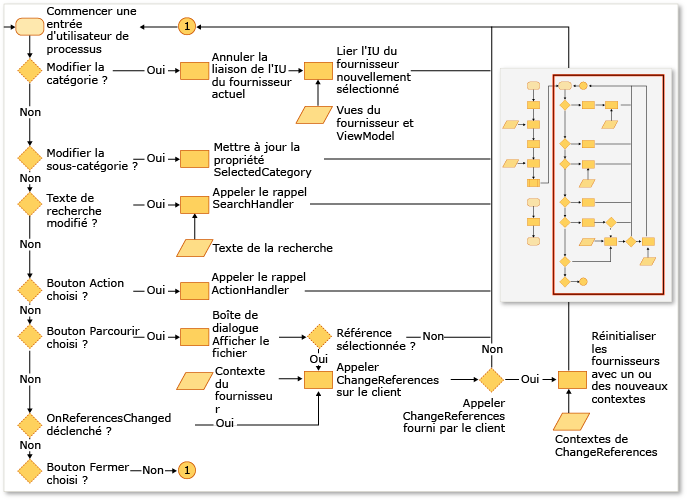 Commencer une
entrée
d'utilisateur de
processus
1
Modifier la
catégorie ?
Oui
Annuler la
liaison de l'IU
du fournisseur
actuel
Lier l'IU du
fournisseur
nouvellement
sélectionné
Vues du
fournisseur et
ViewModel
Non
Modifier la
sous-catégorie ?
Oui
Mettre à jour la
propriété
SelectedCategory
Non
Texte de
recherche
modifié ?
Oui
Appeler le rappel
SearchHandler
Texte de la recherche
Non
Bouton Action
choisi ?
Oui
Appeler le rappel
ActionHandler
Non
Bouton Parcourir
choisi ?
Oui
Boîte de
dialogue
Afficher le
fichier
Référence
sélectionnée ?
Non
Oui
Non
Réinitialiser
les
fournisseurs
avec un ou
des nouveaux
contextes
Non
Contexte
du
fournisseu
r
Appeler
ChangeReferences
sur le client
Oui
Appeler
ChangeReferences
fourni par le client
Contextes de
ChangeReferences
OnReferencesChanged
déclenché ?
Oui
Non
Bouton Fermer
choisi ?
Non
1